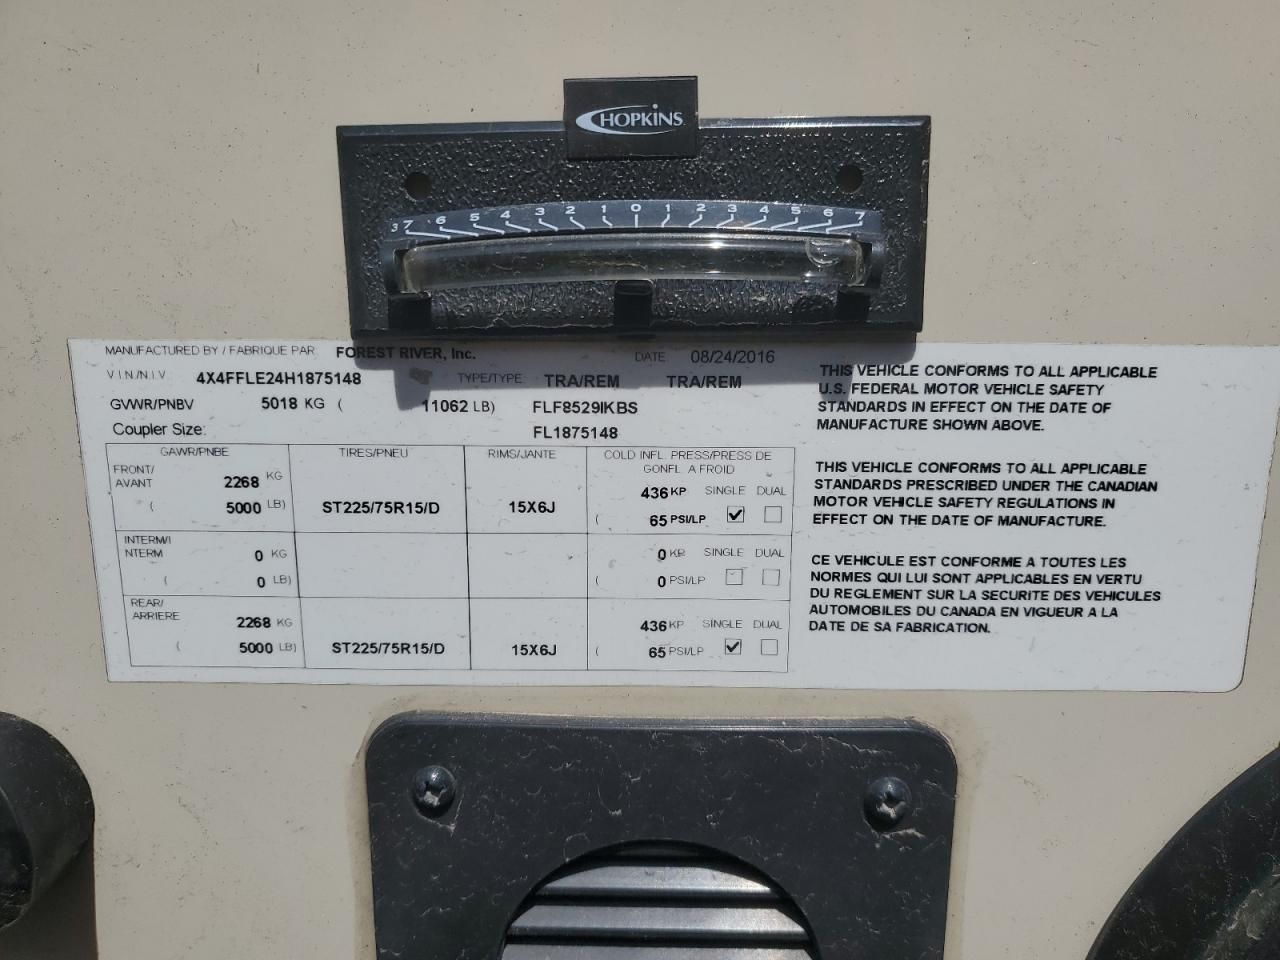 HOPKINS
3 7 6 5 4 3 2 1 0 1 2 3 4 5 6 7
MANUFACTURED BY / FABRIQUE PAR FOREST RIVER, Inc. DATE 08/24/2016
V.I.N./N.I.V. 4X4FFLE24H1875148 TYPE/TYPE TRA/REM TRA/REM
GVWR/PNBV 5018 KG ( 11062 LB) FLF8529IKBS
Coupler Size: FL1875148
GAWR/PNBE TIRES/PNEU RIMS/JANTE COLD INFL. PRESS/PRESS DE
GONFL. A FROID
FRONT/
AVANT 2268 KG 436 KP SINGLE DUAL
( 5000 LB) ST225/75R15/D 15X6J ( 65 PSI/LP
INTERM/I
NTERM 0 KG 0 KP SINGLE DUAL
( 0 LB) ( 0 PSI/LP
REAR/
ARRIERE 2268 KG 436 KP SINGLE DUAL
( 5000 LB) ST225/75R15/D 15X6J ( 65 PSI/LP
THIS VEHICLE CONFORMS TO ALL APPLICABLE
U.S. FEDERAL MOTOR VEHICLE SAFETY
STANDARDS IN EFFECT ON THE DATE OF
MANUFACTURE SHOWN ABOVE.
THIS VEHICLE CONFORMS TO ALL APPLICABLE
STANDARDS PRESCRIBED UNDER THE CANADIAN
MOTOR VEHICLE SAFETY REGULATIONS IN
EFFECT ON THE DATE OF MANUFACTURE.
CE VEHICULE EST CONFORME A TOUTES LES
NORMES QUI LUI SONT APPLICABLES EN VERTU
DU REGLEMENT SUR LA SECURITE DES VEHICULES
AUTOMOBILES DU CANADA EN VIGUEUR A LA
DATE DE SA FABRICATION.